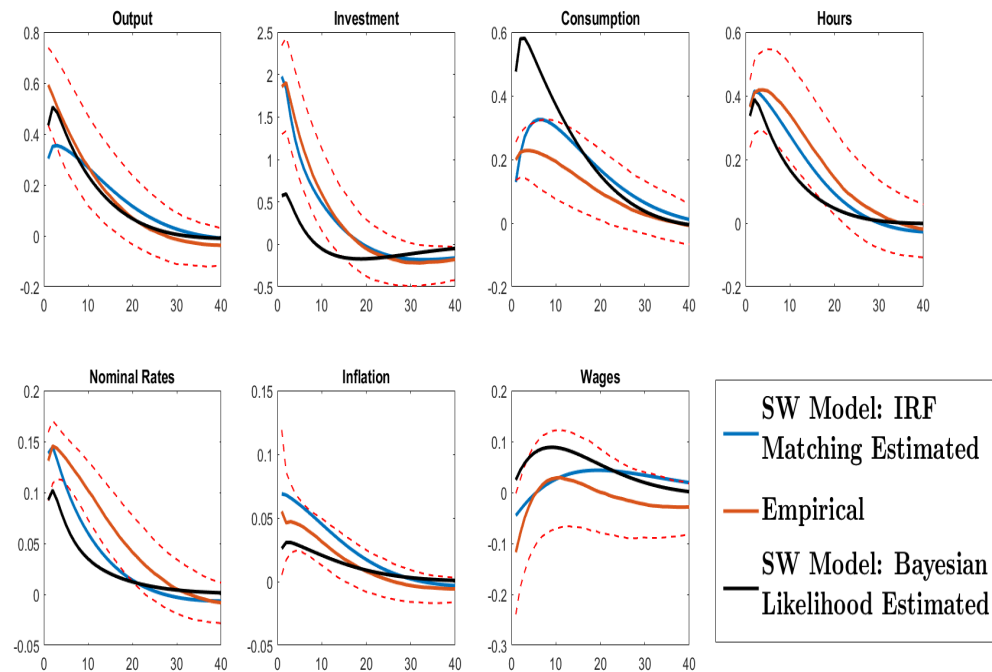 Output
Investment
Consumption
Hours
0.8
0.6
0.4
0.2
0
-0.2
0 10 20 30 40
2.5
2
1.5
1
0.5
0
-0.5
0 10 20 30 40
0.6
0.4
0.2
0
-0.2
0 10 20 30 40
0.6
0.4
0.2
0
-0.2
0 10 20 30 40
Nominal Rates
Inflation
Wages
0.2
0.15
0.1
0.05
0
-0.05
0 10 20 30 40
0.15
0.1
0.05
0
-0.05
0 10 20 30 40
0.2
0.1
0
-0.1
-0.2
-0.3
0 10 20 30 40
SW Model: IRF
Matching Estimated
Empirical
SW Model: Bayesian
Likelihood Estimated